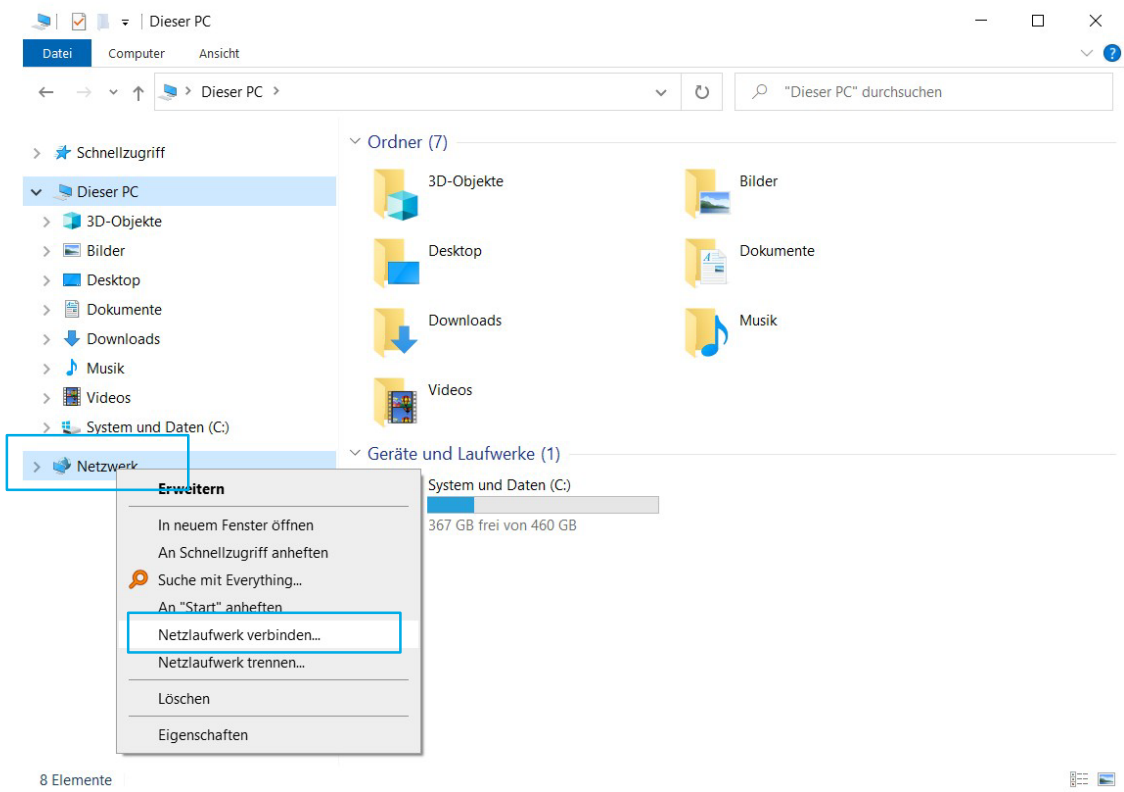 Dieser PC
Datei Computer Ansicht
Dieser PC
"Dieser PC" durchsuchen
Schnellzugriff
Dieser PC
3D-Objekte
Bilder
Desktop
Dokumente
Downloads
Musik
Videos
System und Daten (C:)
Netzwerk
Ordner (7)
3D-Objekte
Bilder
Desktop
Dokumente
Downloads
Musik
Videos
Geräte und Laufwerke (1)
System und Daten (C:)
367 GB frei von 460 GB
Erweitern
In neuem Fenster öffnen
An Schnellzugriff anheften
Suche mit Everything...
An "Start" anheften
Netzlaufwerk verbinden...
Netzlaufwerk trennen...
Löschen
Eigenschaften
8 Elemente